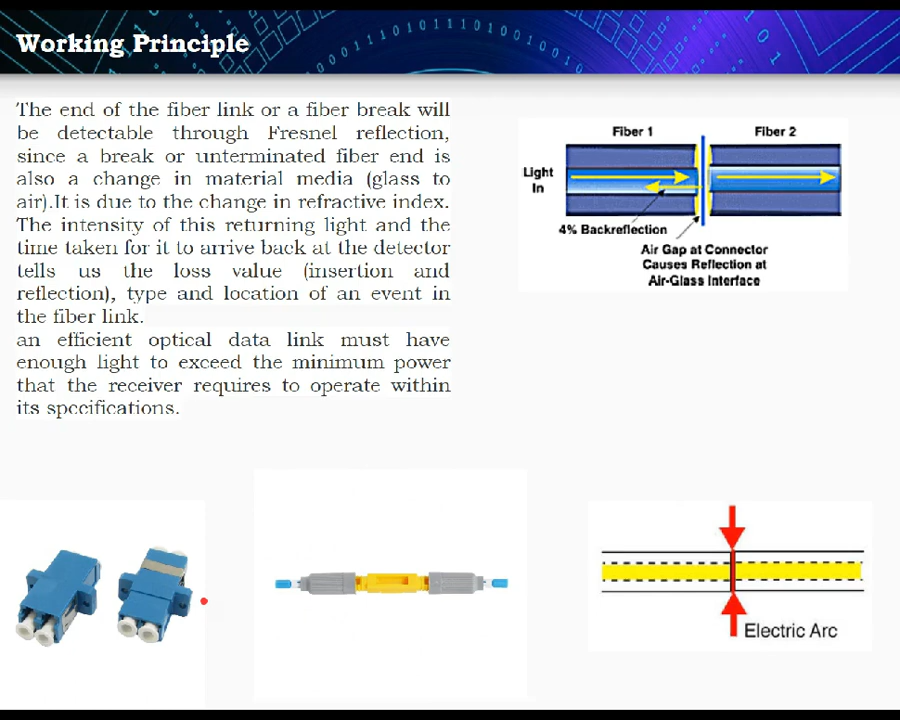 Working Principle
The end of the fiber link or a fiber break will
be detectable through Fresnel reflection,
since a break or unterminated fiber end is
also a change in material media (glass to
air).It is due to the change in refractive index.
The intensity of this returning light and the
time taken for it to arrive back at the detector
tells us the loss value (insertion and
reflection), type and location of an event in
the fiber link.
an efficient optical data link must have
enough light to exceed the minimum power
that the receiver requires to operate within
its specifications.
Fiber 1
Fiber 2
Light
In
4% Backreflection
Air Gap at Connector
Causes Reflection at
Air-Glass Interface
Electric Arc